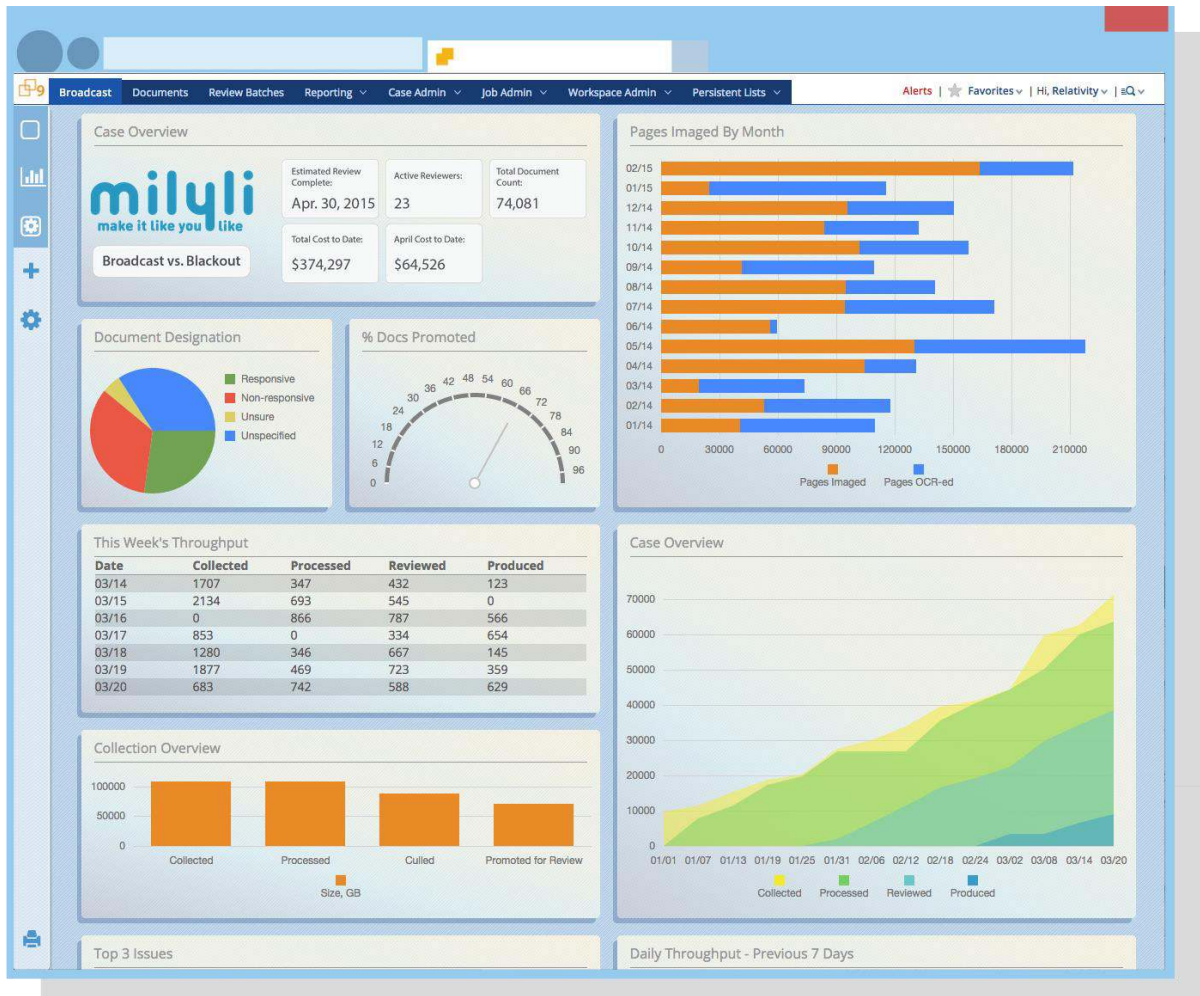 9 Broadcast Documents Review Batches Reporting Case Admin Job Admin Workspace Admin Persistent Lists Alerts | Favorites | Hi, Relativity |
Case Overview
milyli
make it like you like
Broadcast vs. Blackout
Estimated Review Complete:
Apr. 30, 2015
Active Reviewers:
23
Total Document Count:
74,081
Total Cost to Date:
$374,297
April Cost to Date:
$64,526
Pages Imaged By Month
02/15
01/15
12/14
11/14
10/14
09/14
08/14
07/14
06/14
05/14
04/14
03/14
02/14
01/14
0 30000 60000 90000 120000 150000 180000 210000
Pages Imaged Pages OCR-ed
Document Designation
Responsive
Non-responsive
Unsure
Unspecified
% Docs Promoted
0 6 12 18 24 30 36 42 48 54 60 66 72 78 84 90 96
This Week's Throughput
Date Collected Processed Reviewed Produced
03/14 1707 347 432 123
03/15 2134 693 545 0
03/16 0 866 787 566
03/17 853 0 334 654
03/18 1280 346 667 145
03/19 1877 469 723 359
03/20 683 742 588 629
Case Overview
70000
60000
50000
40000
30000
20000
10000
0
01/01 01/07 01/13 01/19 01/25 01/31 02/06 02/12 02/18 02/24 03/02 03/08 03/14 03/20
Collected Processed Reviewed Produced
Collection Overview
100000
50000
0
Collected Processed Culled Promoted for Review
Size, GB
Top 3 Issues
Daily Throughput - Previous 7 Days